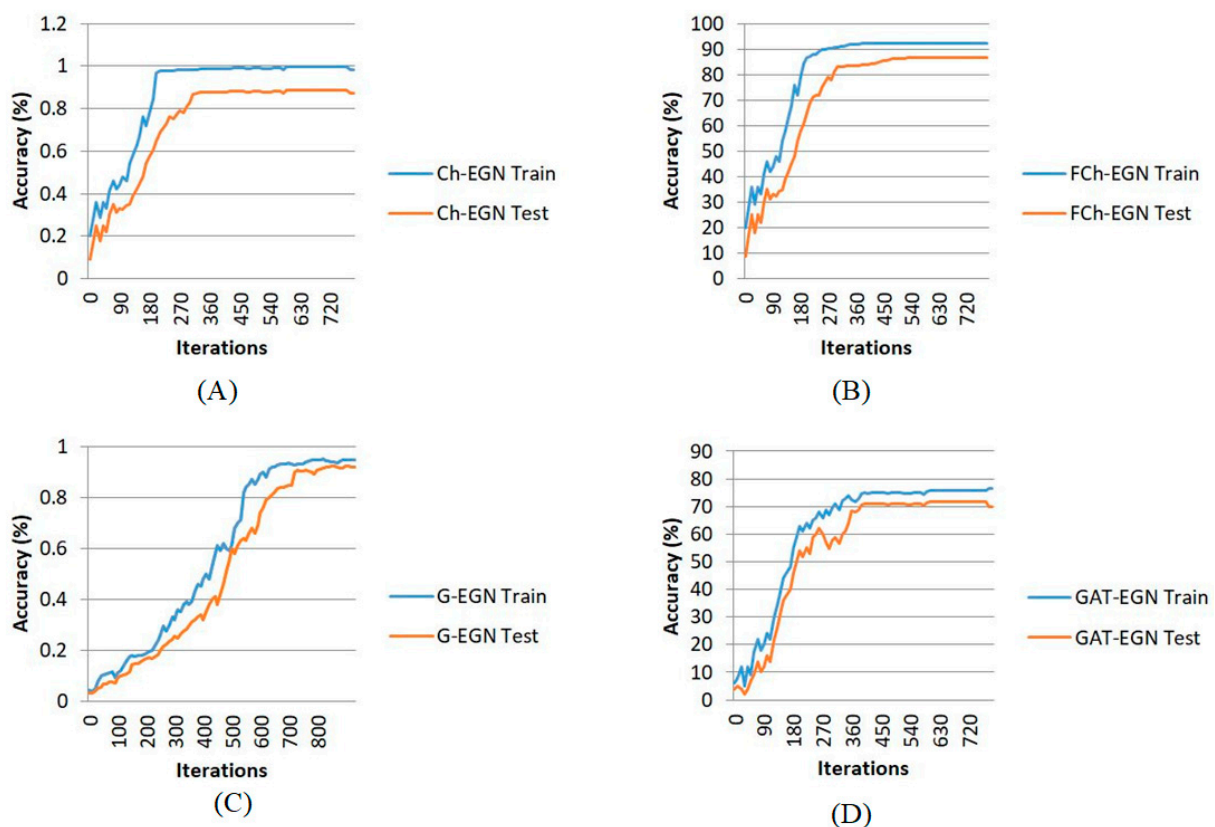 1.2
1
0.8
0.6
0.4
0.2
0
Accuracy (%)
0 90 180 270 360 450 540 630 720
Iterations
Ch-EGN Train
Ch-EGN Test
(A)
100
90
80
70
60
50
40
30
20
10
0
Accuracy (%)
0 90 180 270 360 450 540 630 720
Iterations
FCh-EGN Train
FCh-EGN Test
(B)
1
0.8
0.6
0.4
0.2
0
Accuracy (%)
0 100 200 300 400 500 600 700 800
Iterations
G-EGN Train
G-EGN Test
(C)
90
80
70
60
50
40
30
20
10
0
Accuracy (%)
0 90 180 270 360 450 540 630 720
Iterations
GAT-EGN Train
GAT-EGN Test
(D)